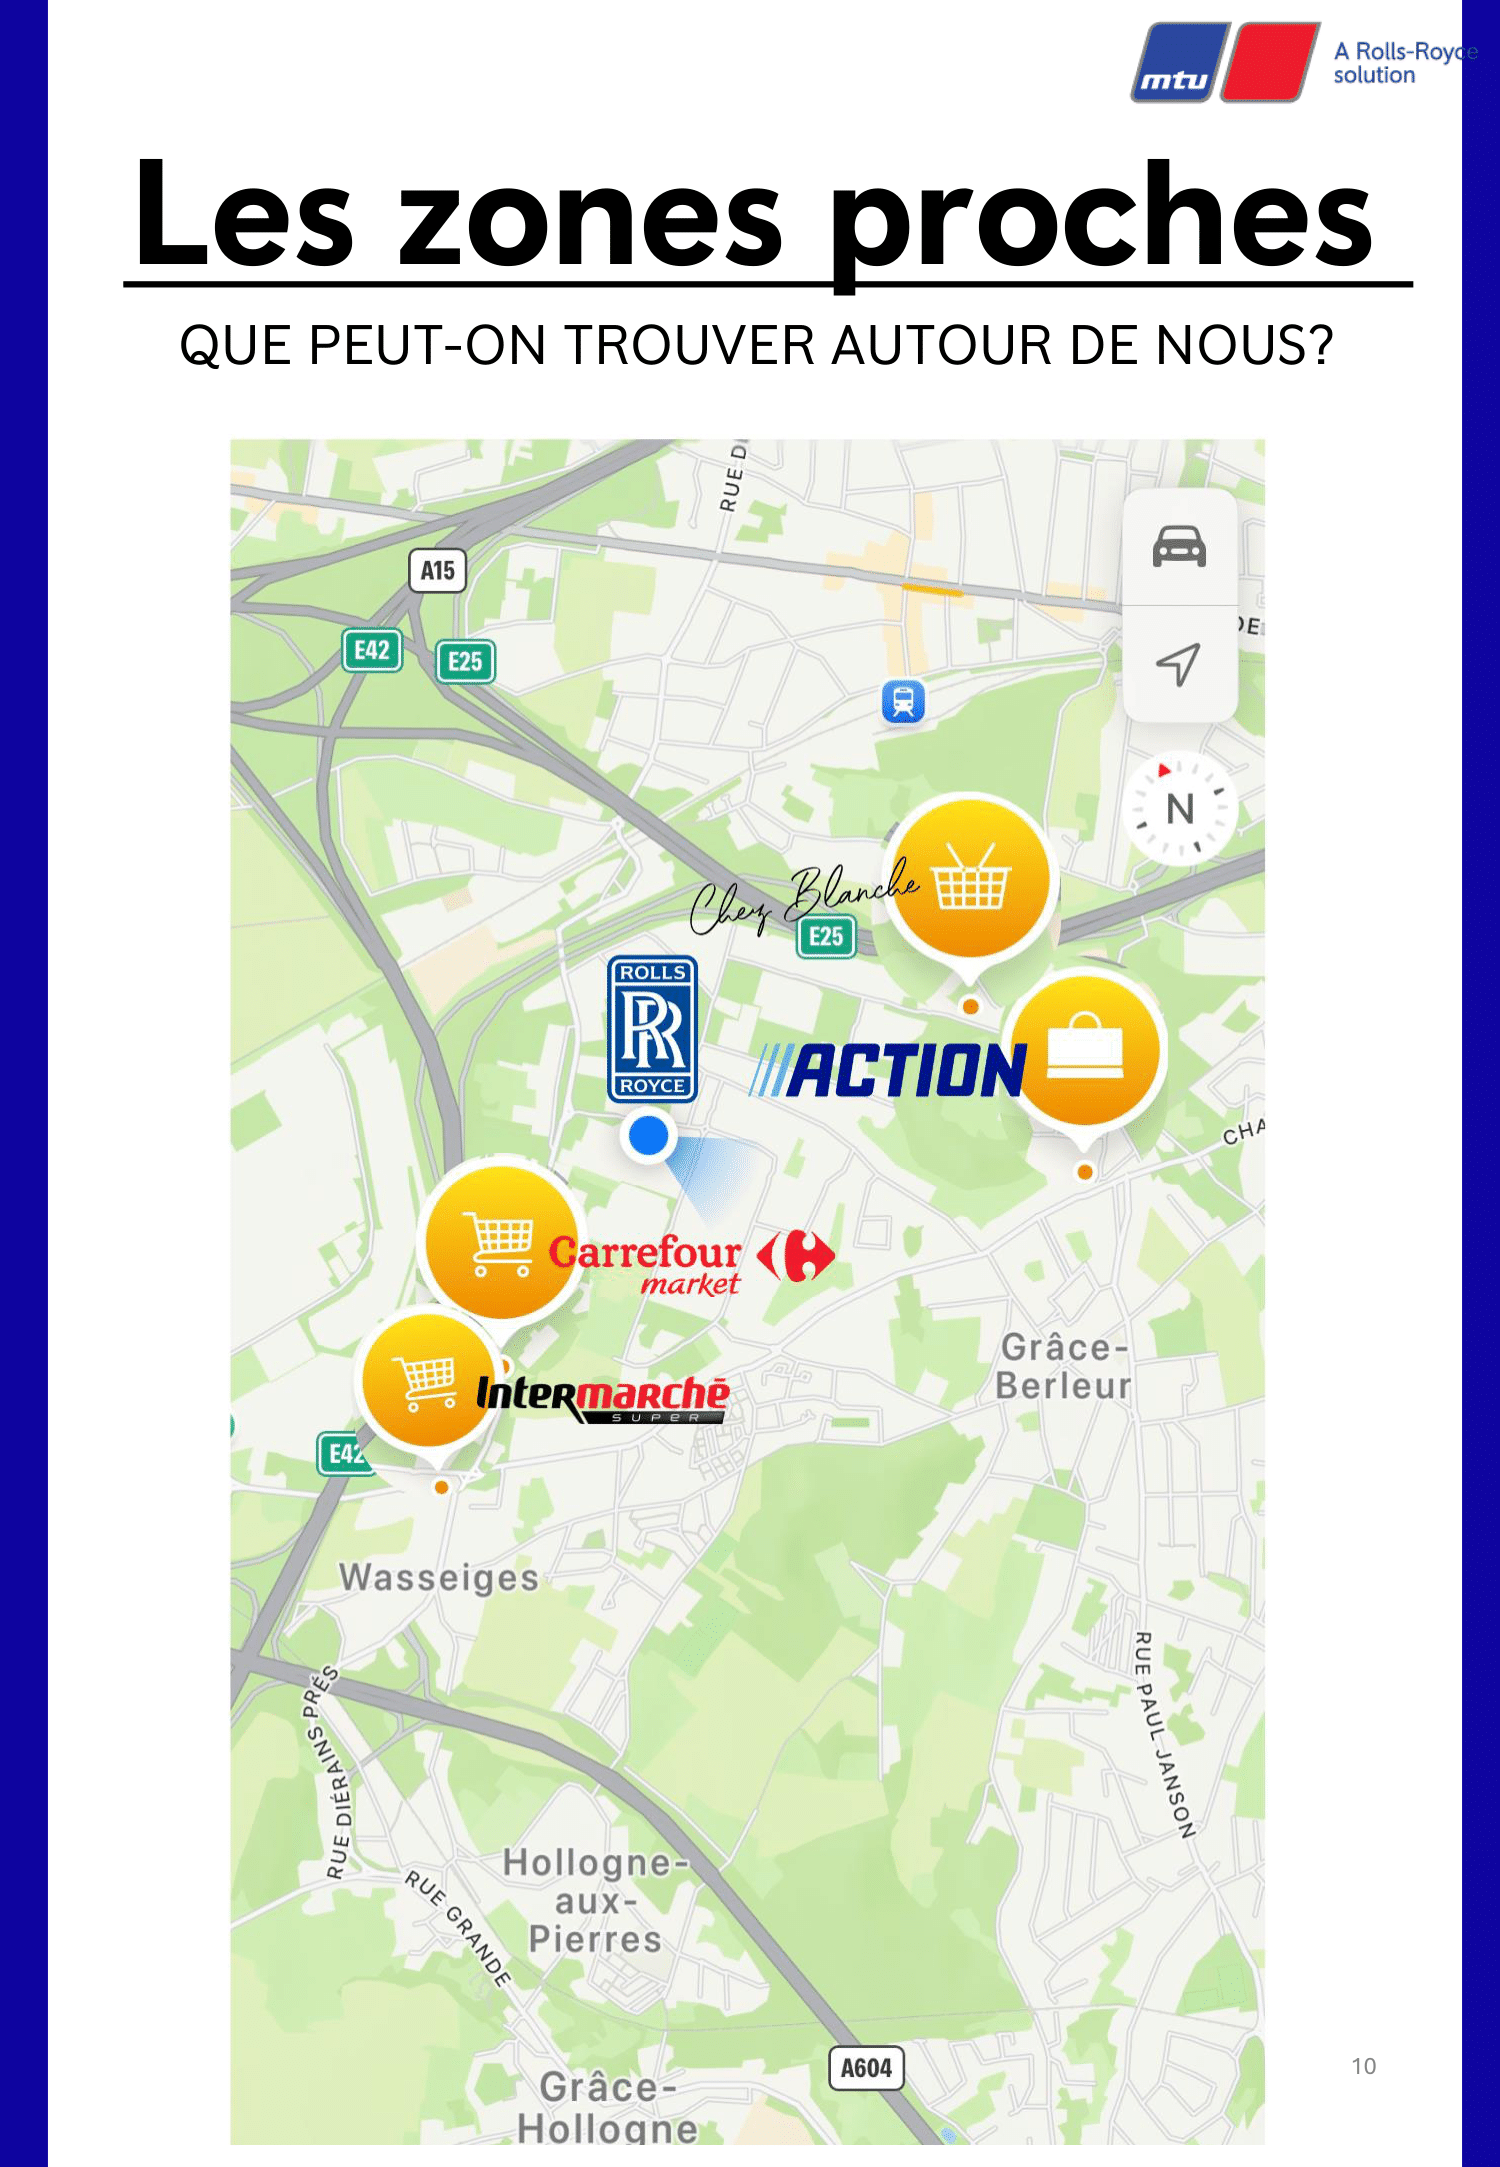 mtu
A Rolls-Royce
solution
Les zones proches
QUE PEUT-ON TROUVER AUTOUR DE NOUS?
RUE D
A15
E42
E25
DE
N
Chez Blanche
E25
ROLLS
RR
ROYCE
ACTION
CHA
Carrefour
market
Grâce-
Berleur
Intermarchē
SUPER
E42
Wasseiges
RUE DIÉRAINS PRÉS
RUE PAUL JANSON
Hollogne-
aux-
Pierres
RUE GRANDE
A604
10
Grâce-
Hollogne